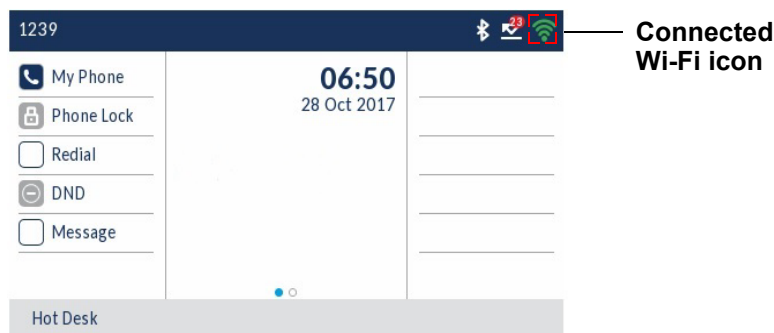 1239
23
Connected
Wi-Fi icon
My Phone
06:50
28 Oct 2017
Phone Lock
Redial
DND
Message
Hot Desk